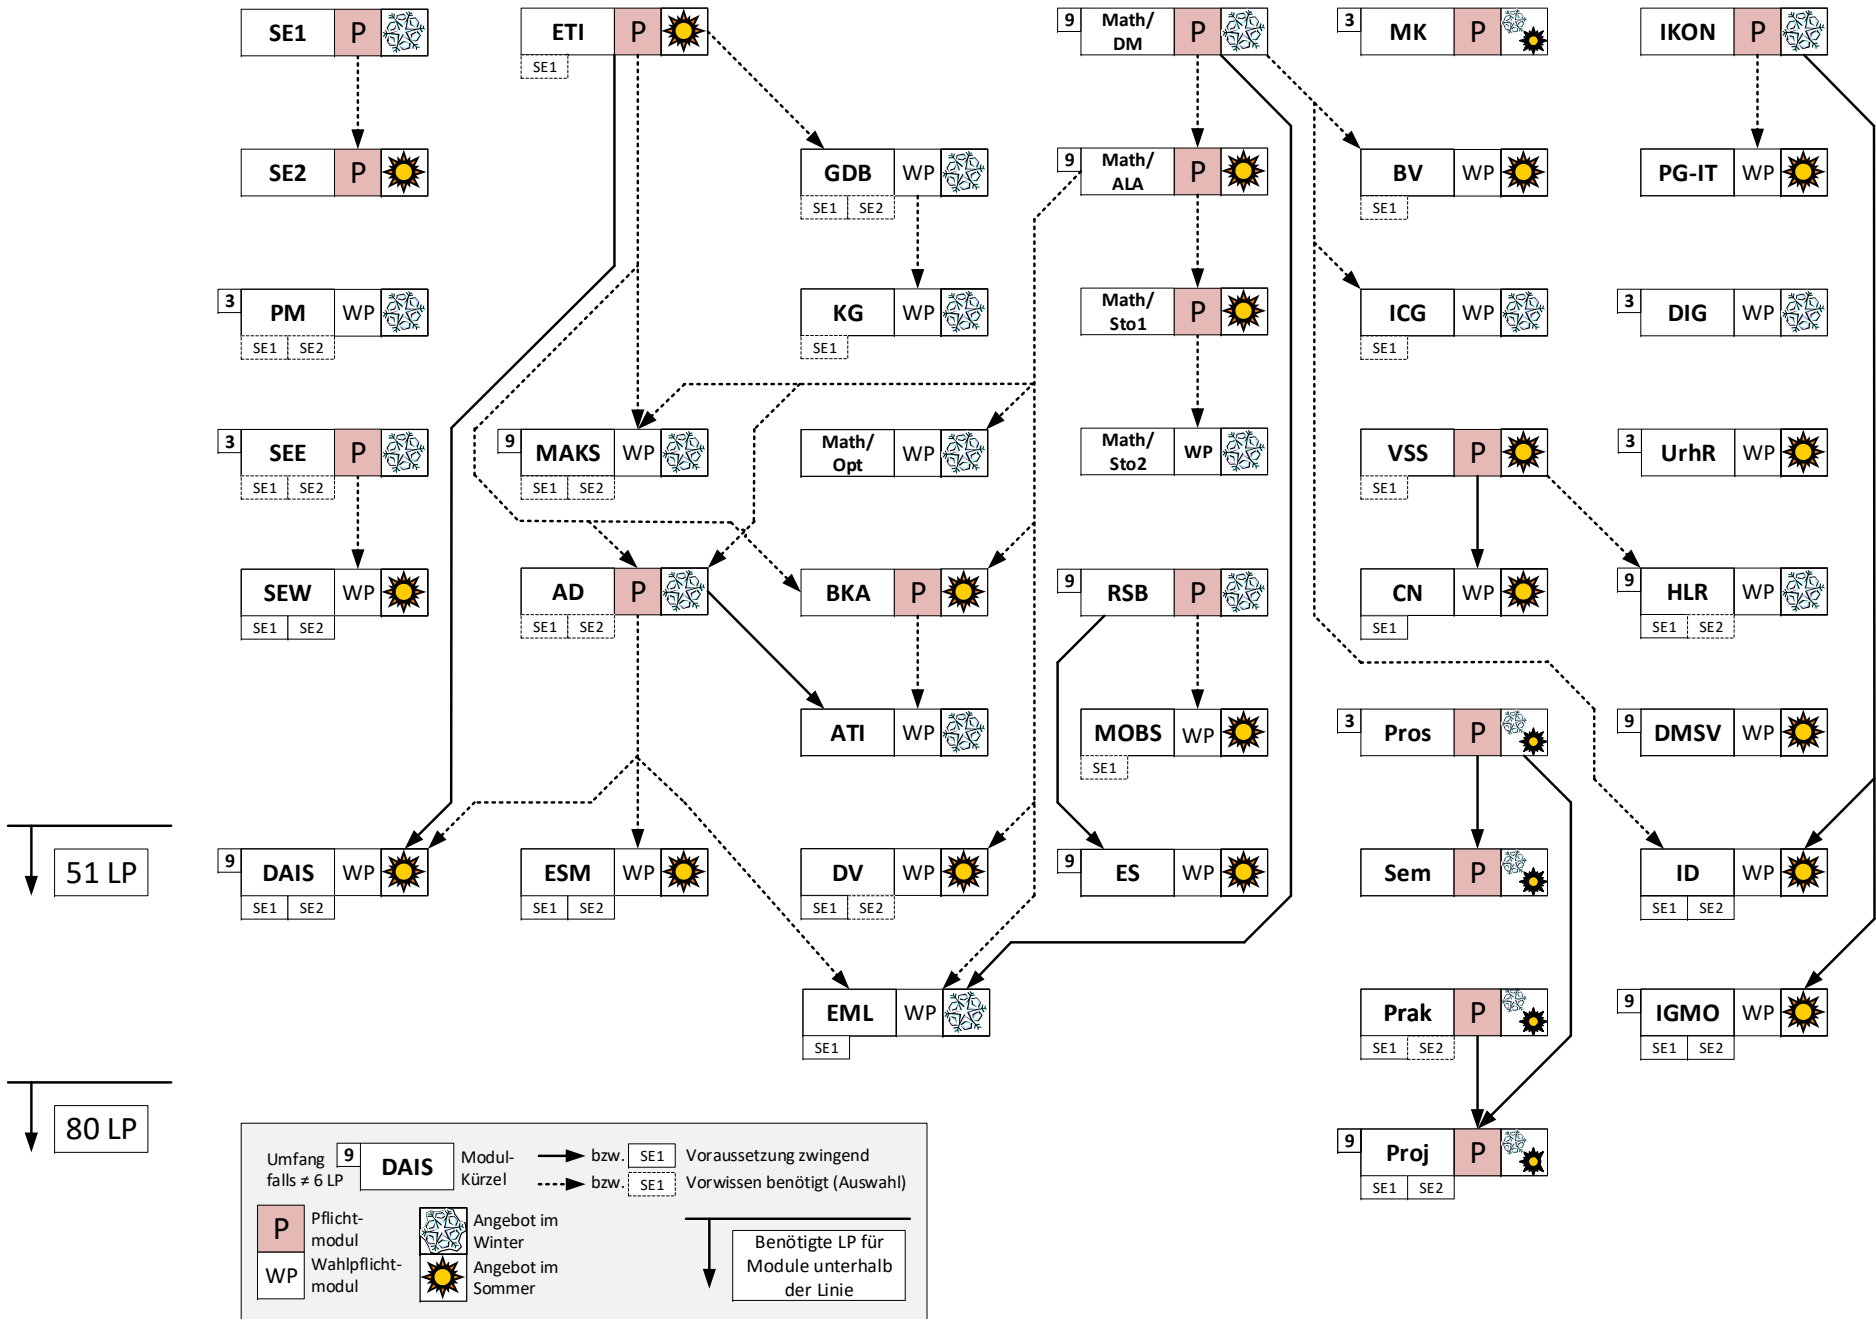 SE1 P
ETI P
SE1
9 Math/
DM P
3 MK P
IKON P
SE2 P
GDB WP
SE1 SE2
9 Math/
ALA P
BV WP
SE1
PG-IT WP
3 PM WP
SE1 SE2
KG WP
SE1
Math/
Sto1 P
ICG WP
SE1
3 DIG WP
3 SEE P
SE1 SE2
9 MAKS WP
SE1 SE2
Math/
Opt WP
Math/
Sto2 WP
VSS P
SE1
3 UrhR WP
SEW WP
SE1 SE2
AD P
SE1 SE2
BKA P
9 RSB P
CN WP
SE1
9 HLR WP
SE1 SE2
ATI WP
MOBS WP
SE1
3 Pros P
9 DMSV WP
51 LP
9 DAIS WP
SE1 SE2
ESM WP
SE1 SE2
DV WP
SE1 SE2
9 ES WP
Sem P
ID WP
SE1 SE2
EML WP
SE1
Prak P
SE1 SE2
9 IGMO WP
SE1 SE2
80 LP
9 Proj P
SE1 SE2
Umfang
falls ≠ 6 LP
9 DAIS
Modul-
Kürzel
bzw. SE1 Voraussetzung zwingend
bzw. SE1 Vorwissen benötigt (Auswahl)
P Pflicht-
modul
WP Wahlpflicht-
modul
Angebot im
Winter
Angebot im
Sommer
Benötigte LP für
Module unterhalb
der Linie